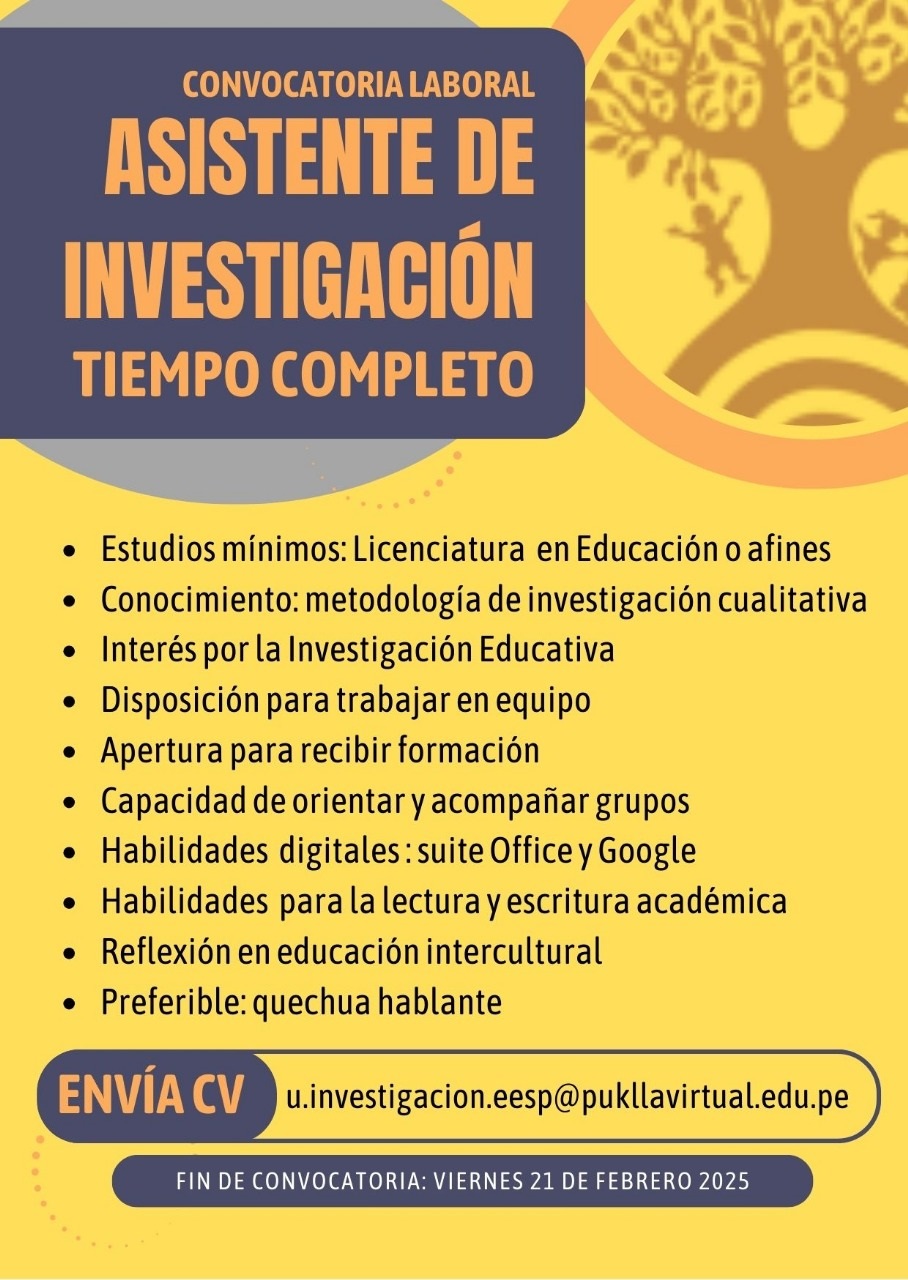 CONVOCATORIA LABORAL
ASISTENTE DE
INVESTIGACIÓN
TIEMPO COMPLETO
• Estudios mínimos: Licenciatura en Educación o afines
• Conocimiento: metodología de investigación cualitativa
• Interés por la Investigación Educativa
• Disposición para trabajar en equipo
• Apertura para recibir formación
• Capacidad de orientar y acompañar grupos
• Habilidades digitales : suite Office y Google
• Habilidades para la lectura y escritura académica
• Reflexión en educación intercultural
• Preferible: quechua hablante
ENVÍA CV u.investigacion.eesp@pukllavirtual.edu.pe
FIN DE CONVOCATORIA: VIERNES 21 DE FEBRERO 2025